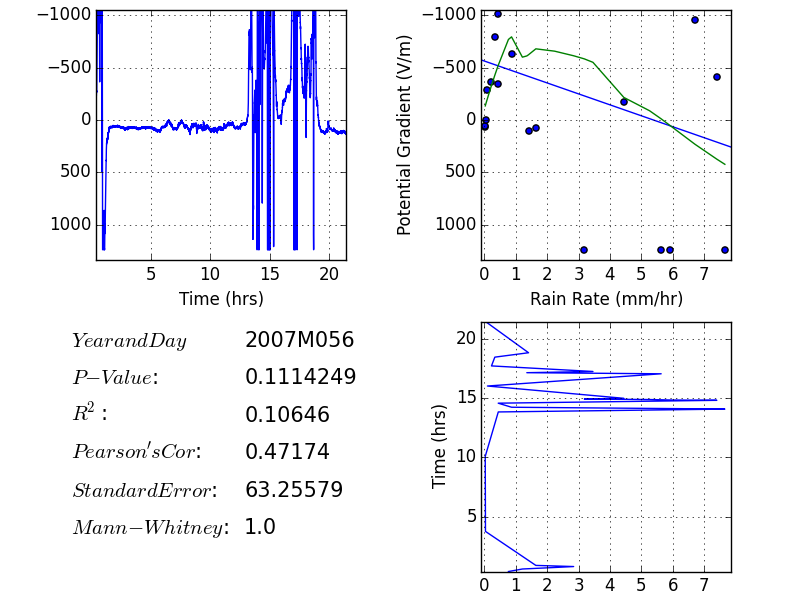 −1000
−500
0
500
1000
5 10 15 20
Time (hrs)
−1000
−500
0
500
1000
Potential Gradient (V/m)
0 1 2 3 4 5 6 7
Rain Rate (mm/hr)
YearandDay 2007M056
P−Value: 0.1114249
R²: 0.10646
Pearson'sCor: 0.47174
StandardError: 63.25579
Mann−Whitney: 1.0
20
15
10
5
Time (hrs)
0 1 2 3 4 5 6 7